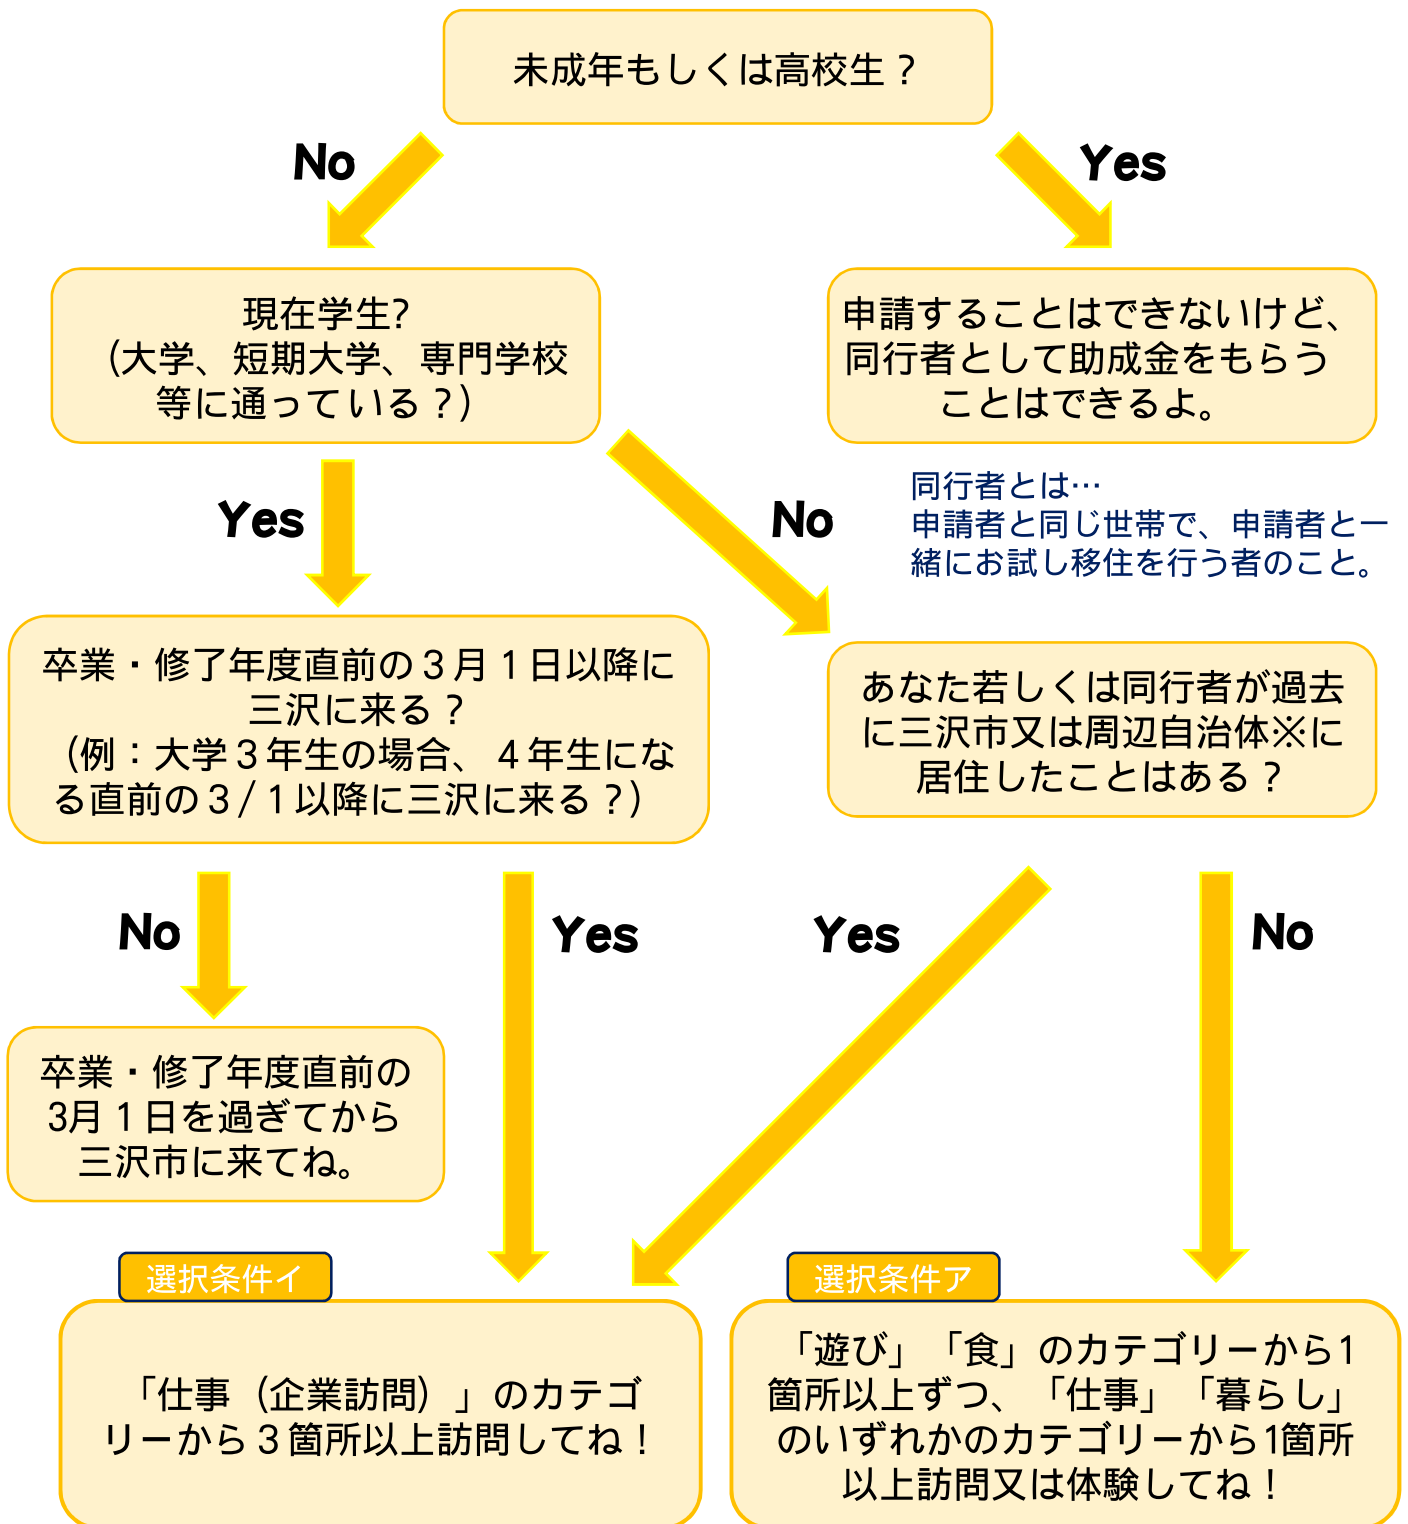 未成年もしくは高校生？
No
Yes
現在学生?
（大学、短期大学、専門学校
等に通っている？）
申請することはできないけど、
同行者として助成金をもらう
ことはできるよ。
Yes
No
同行者とは…
申請者と同じ世帯で、申請者と一
緒にお試し移住を行う者のこと。
卒業・修了年度直前の３月１日以降に
三沢に来る？
（例：大学３年生の場合、４年生にな
る直前の３/１以降に三沢に来る？）
あなた若しくは同行者が過去
に三沢市又は周辺自治体※に
居住したことはある？
No
Yes
Yes
No
卒業・修了年度直前の
3月１日を過ぎてから
三沢市に来てね。
選択条件イ
「仕事（企業訪問）」のカテゴ
リーから３箇所以上訪問してね！
選択条件ア
「遊び」「食」のカテゴリーから1
箇所以上ずつ、「仕事」「暮らし」
のいずれかのカテゴリーから1箇所
以上訪問又は体験してね！